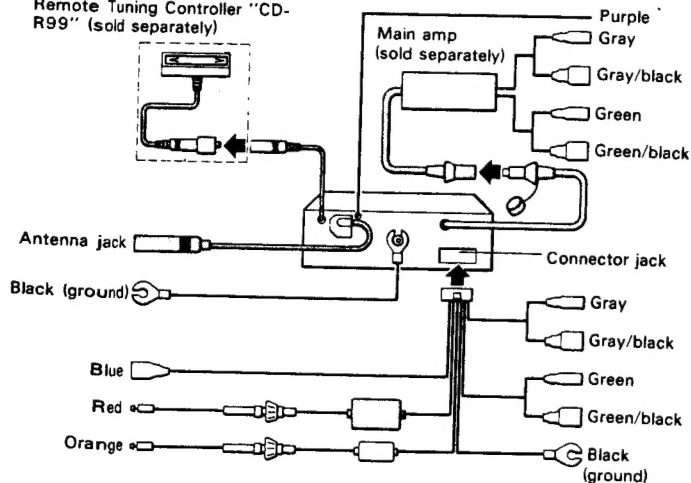 Remote Tuning Controller "CD-
R99" (sold separately)
Purple
Main amp
(sold separately)
Gray
Gray/black
Green
Green/black
Antenna jack
Connector jack
Black (ground)
Gray
Gray/black
Blue
Green
Red
Green/black
Orange
Black
(ground)